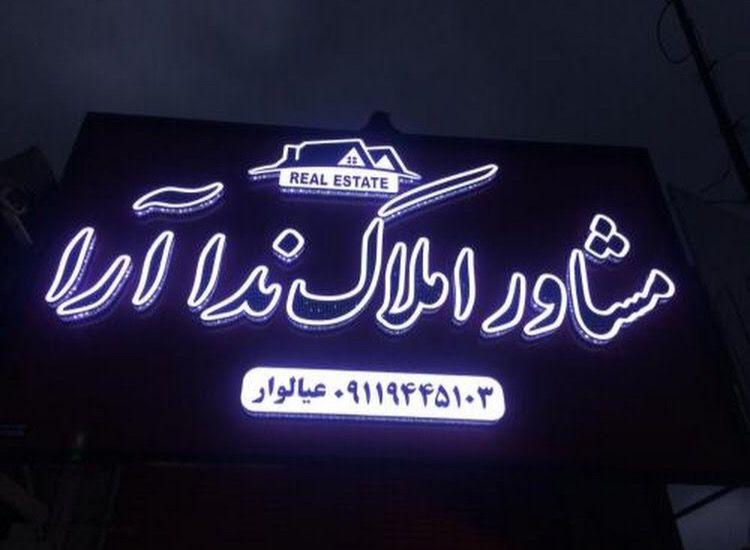 REAL ESTATE
مشاور املاک ندا آرا
۰۹۱۱۹۴۴۵۱۰۳ عیالوار